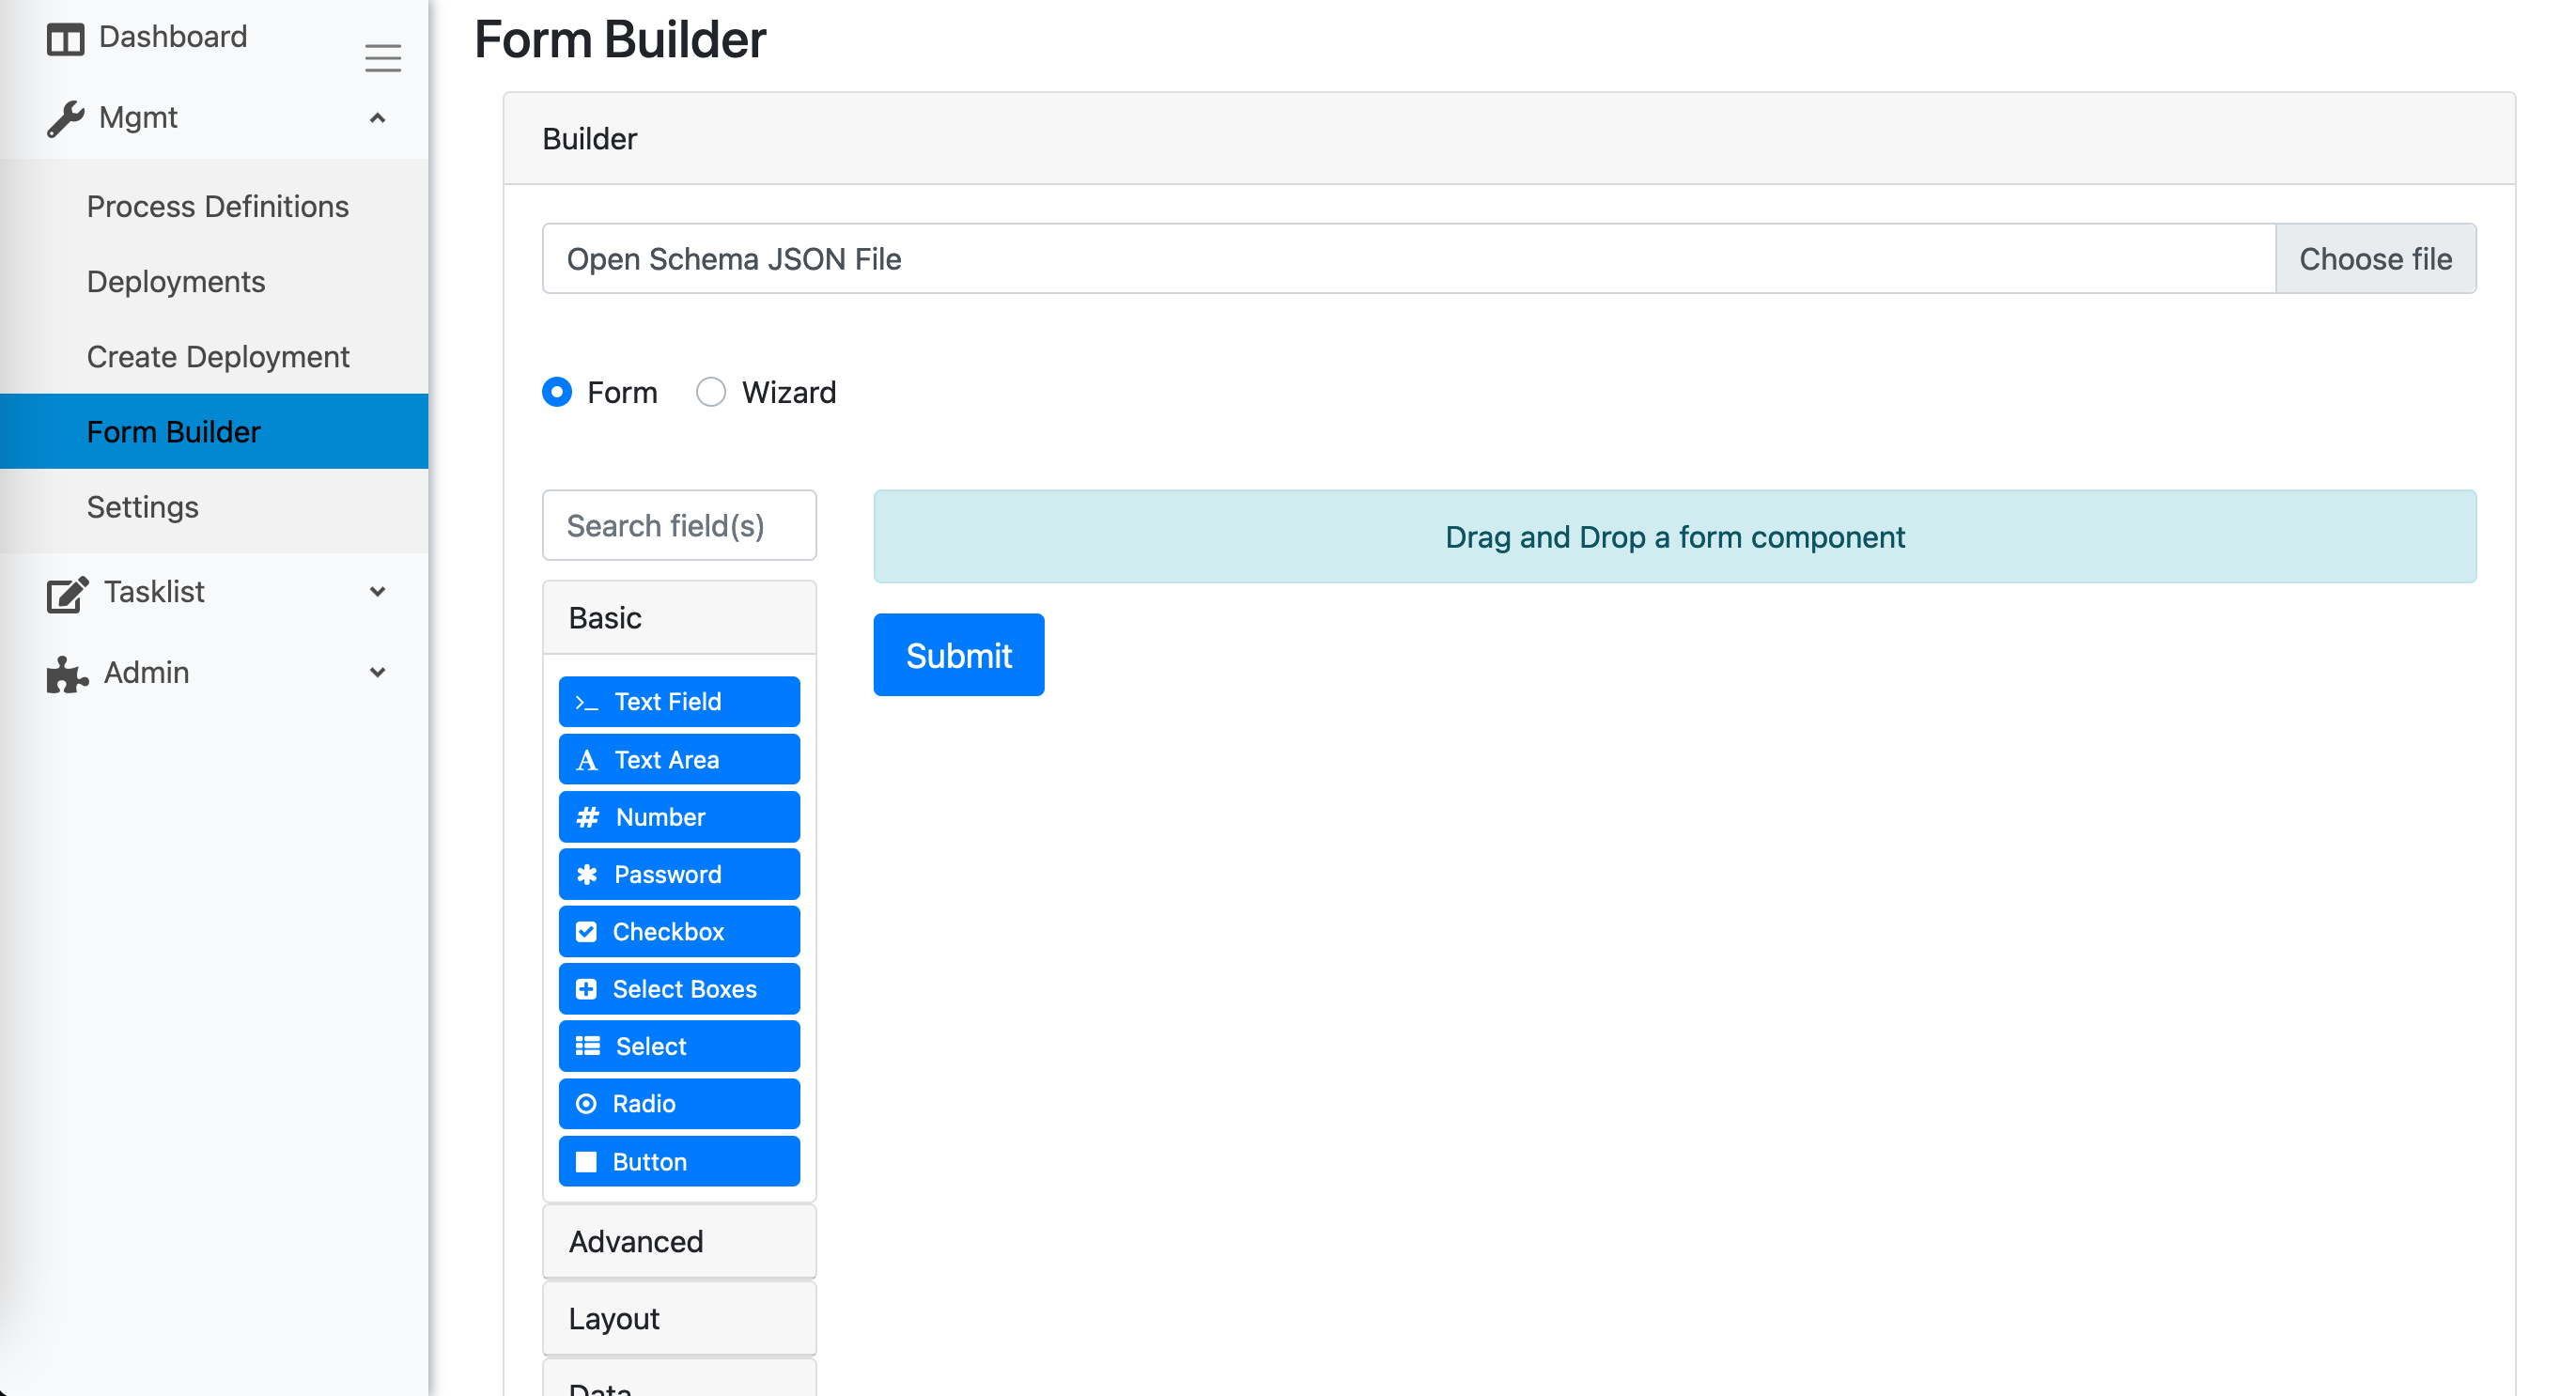 Dashboard
Mgmt
Process Definitions
Deployments
Create Deployment
Form Builder
Settings
Tasklist
Admin
Form Builder
Builder
Open Schema JSON File
Choose file
Form
Wizard
Search field(s)
Basic
Text Field
Text Area
Number
Password
Checkbox
Select Boxes
Select
Radio
Button
Advanced
Layout
Data
Drag and Drop a form component
Submit